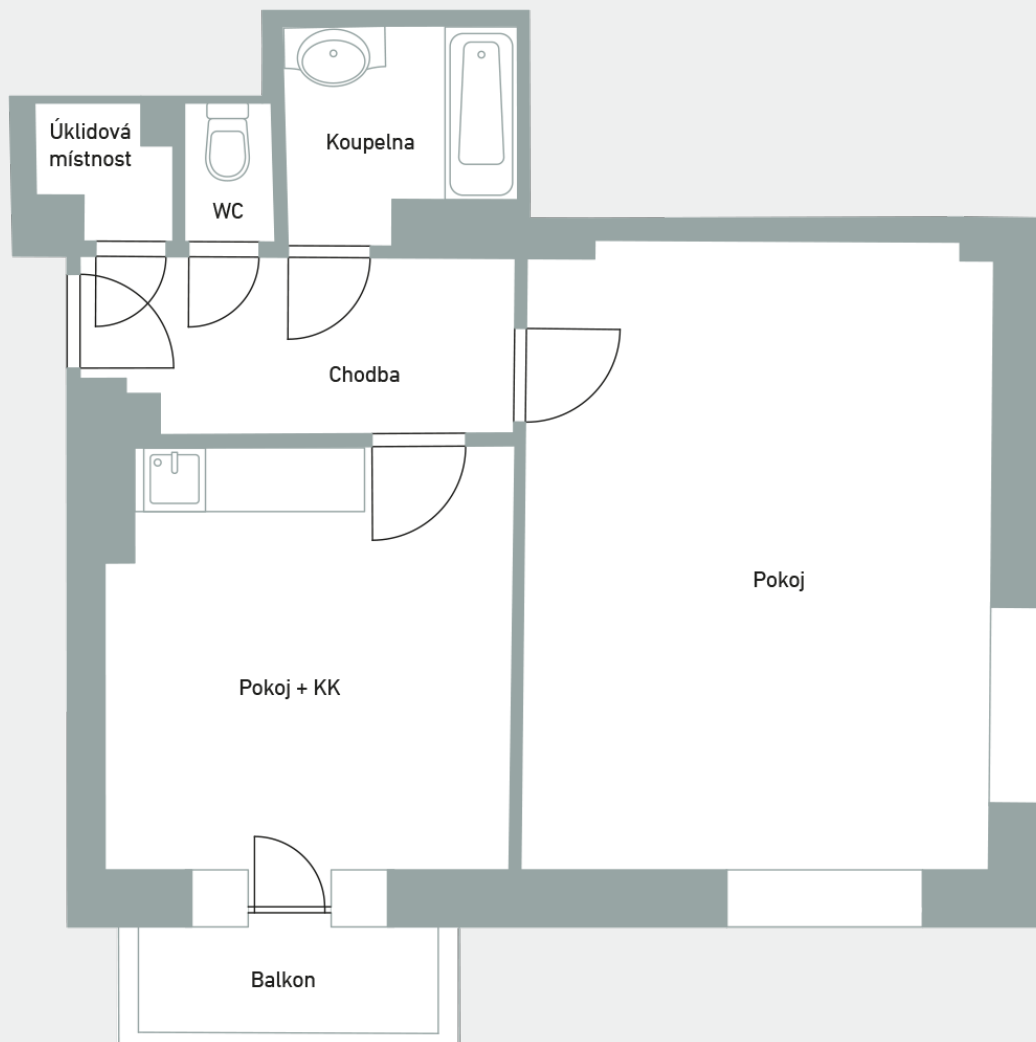 Úklidová
místnost
Koupelna
WC
Chodba
Pokoj
Pokoj + KK
Balkon